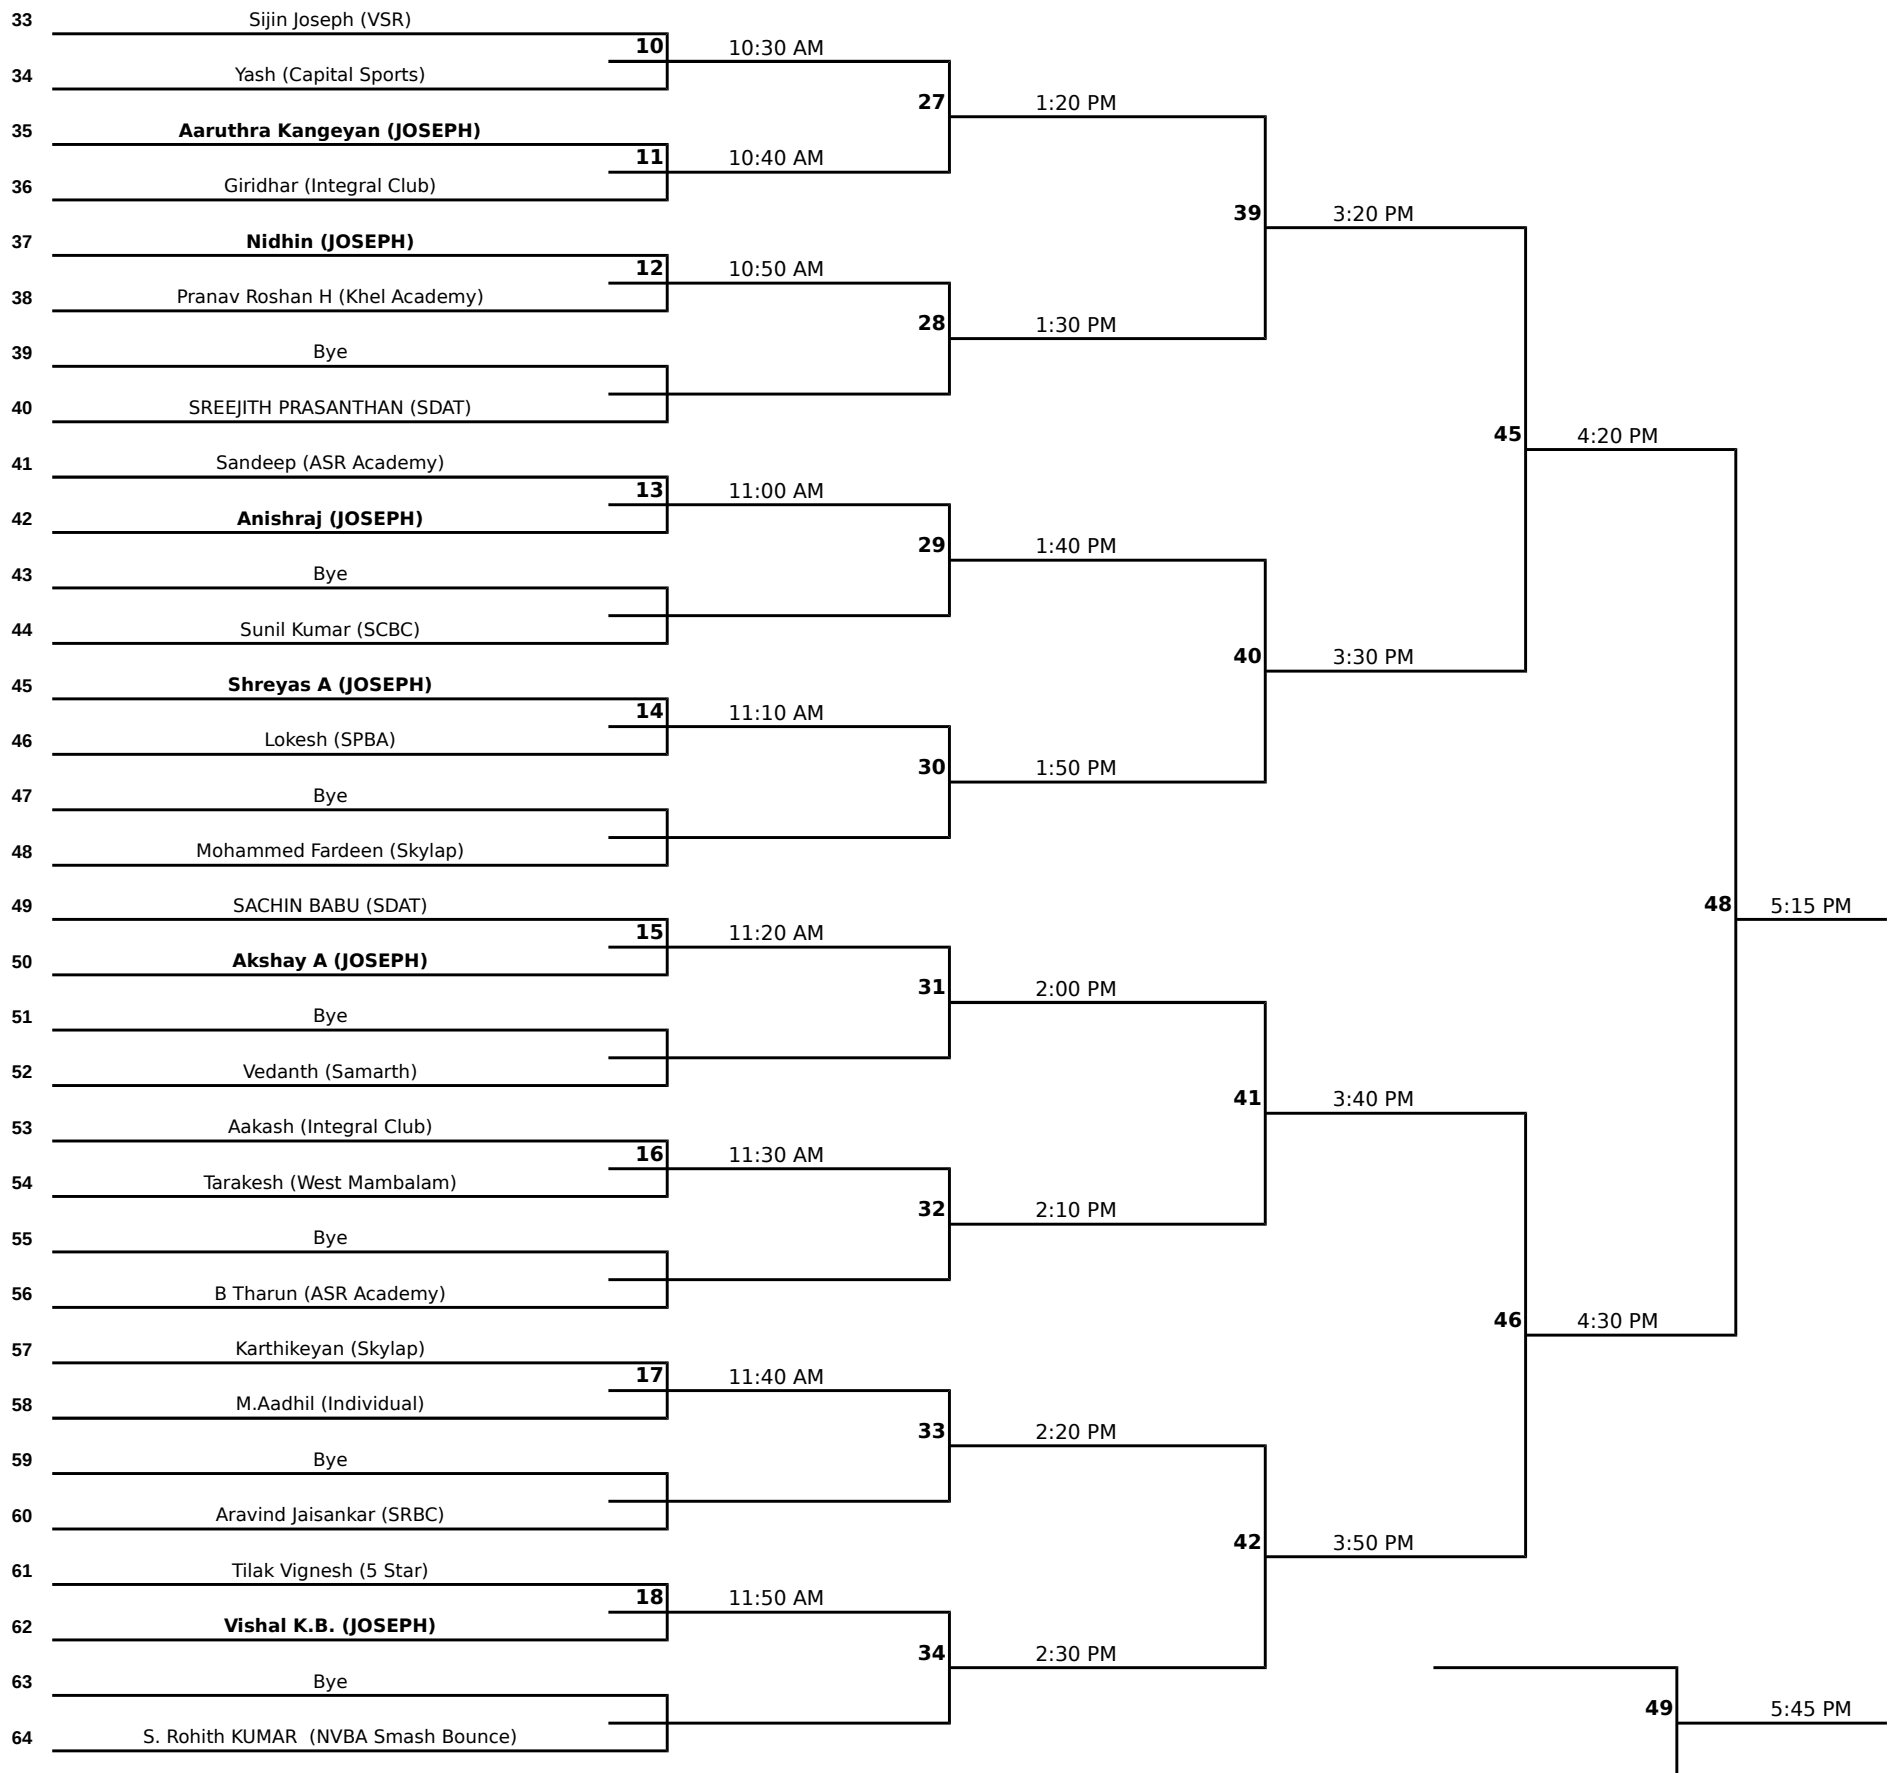 33 Sijin Joseph (VSR)
10 10:30 AM
34 Yash (Capital Sports)
27 1:20 PM
35 Aaruthra Kangeyan (JOSEPH)
11 10:40 AM
36 Giridhar (Integral Club)
39 3:20 PM
37 Nidhin (JOSEPH)
12 10:50 AM
38 Pranav Roshan H (Khel Academy)
28 1:30 PM
39 Bye
40 SREEJITH PRASANTHAN (SDAT)
45 4:20 PM
41 Sandeep (ASR Academy)
13 11:00 AM
42 Anishraj (JOSEPH)
29 1:40 PM
43 Bye
44 Sunil Kumar (SCBC)
40 3:30 PM
45 Shreyas A (JOSEPH)
14 11:10 AM
46 Lokesh (SPBA)
30 1:50 PM
47 Bye
48 Mohammed Fardeen (Skylap)
49 SACHIN BABU (SDAT)
48 5:15 PM
15 11:20 AM
50 Akshay A (JOSEPH)
31 2:00 PM
51 Bye
52 Vedanth (Samarth)
41 3:40 PM
53 Aakash (Integral Club)
16 11:30 AM
54 Tarakesh (West Mambalam)
32 2:10 PM
55 Bye
56 B Tharun (ASR Academy)
46 4:30 PM
57 Karthikeyan (Skylap)
17 11:40 AM
58 M.Aadhil (Individual)
33 2:20 PM
59 Bye
60 Aravind Jaisankar (SRBC)
42 3:50 PM
61 Tilak Vignesh (5 Star)
18 11:50 AM
62 Vishal K.B. (JOSEPH)
34 2:30 PM
63 Bye
49 5:45 PM
64 S. Rohith KUMAR (NVBA Smash Bounce)